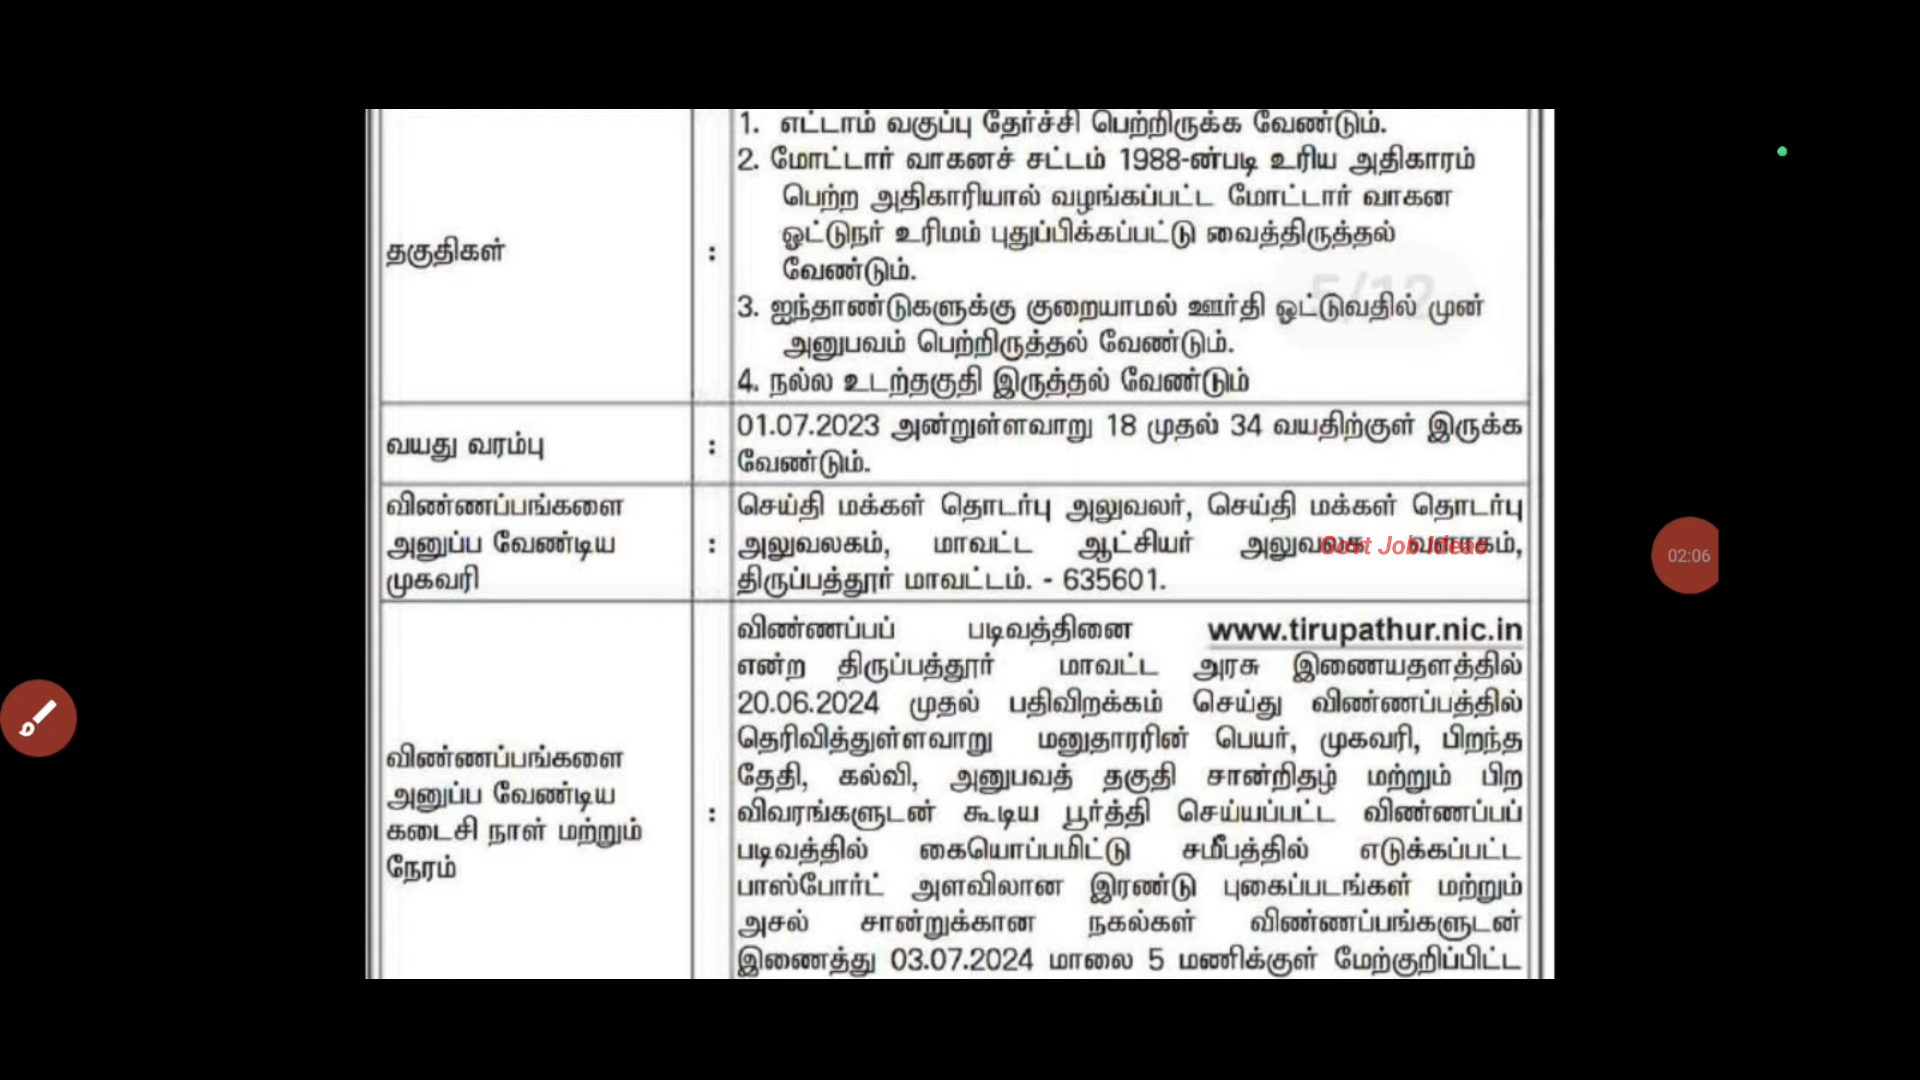 1. எட்டாம் வகுப்பு தேர்ச்சி பெற்றிருக்க வேண்டும்.
2. மோட்டார் வாகனச் சட்டம் 1988-ன்படி உரிய அதிகாரம்
பெற்ற அதிகாரியால் வழங்கப்பட்ட மோட்டார் வாகன
தகுதிகள் :
ஓட்டுநர் உரிமம் புதுப்பிக்கப்பட்டு வைத்திருத்தல்
வேண்டும்.
5/12
3. ஐந்தாண்டுகளுக்கு குறையாமல் ஊர்தி ஓட்டுவதில் முன்
அனுபவம் பெற்றிருத்தல் வேண்டும்.
4. நல்ல உடற்தகுதி இருத்தல் வேண்டும்
வயது வரம்பு :
01.07.2023 அன்றுள்ளவாறு 18 முதல் 34 வயதிற்குள் இருக்க
வேண்டும்.
விண்ணப்பங்களை
அனுப்ப வேண்டிய :
முகவரி
செய்தி மக்கள் தொடர்பு அலுவலர், செய்தி மக்கள் தொடர்பு
அலுவலகம், மாவட்ட ஆட்சியர் அலுவலக வளாகம்,
Govt Job Ideas
திருப்பத்தூர் மாவட்டம். - 635601.
02:06
விண்ணப்பங்களை
அனுப்ப வேண்டிய
கடைசி நாள் மற்றும் :
நேரம்
விண்ணப்பப் படிவத்தினை www.tirupathur.nic.in
என்ற திருப்பத்தூர் மாவட்ட அரசு இணையதளத்தில்
20.06.2024 முதல் பதிவிறக்கம் செய்து விண்ணப்பத்தில்
தெரிவித்துள்ளவாறு மனுதாரரின் பெயர், முகவரி, பிறந்த
தேதி, கல்வி, அனுபவத் தகுதி சான்றிதழ் மற்றும் பிற
விவரங்களுடன் கூடிய பூர்த்தி செய்யப்பட்ட விண்ணப்பப்
படிவத்தில் கையொப்பமிட்டு சமீபத்தில் எடுக்கப்பட்ட
பாஸ்போர்ட் அளவிலான இரண்டு புகைப்படங்கள் மற்றும்
அசல் சான்றுக்கான நகல்கள் விண்ணப்பங்களுடன்
இணைத்து 03.07.2024 மாலை 5 மணிக்குள் மேற்குறிப்பிட்ட